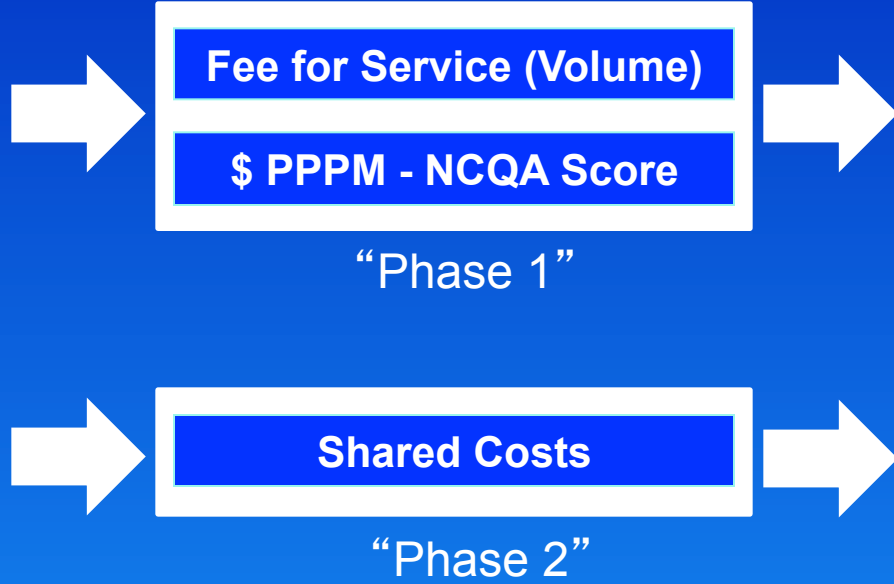 Fee for Service (Volume)
$ PPPM - NCQA Score
“Phase 1”
Shared Costs
“Phase 2”